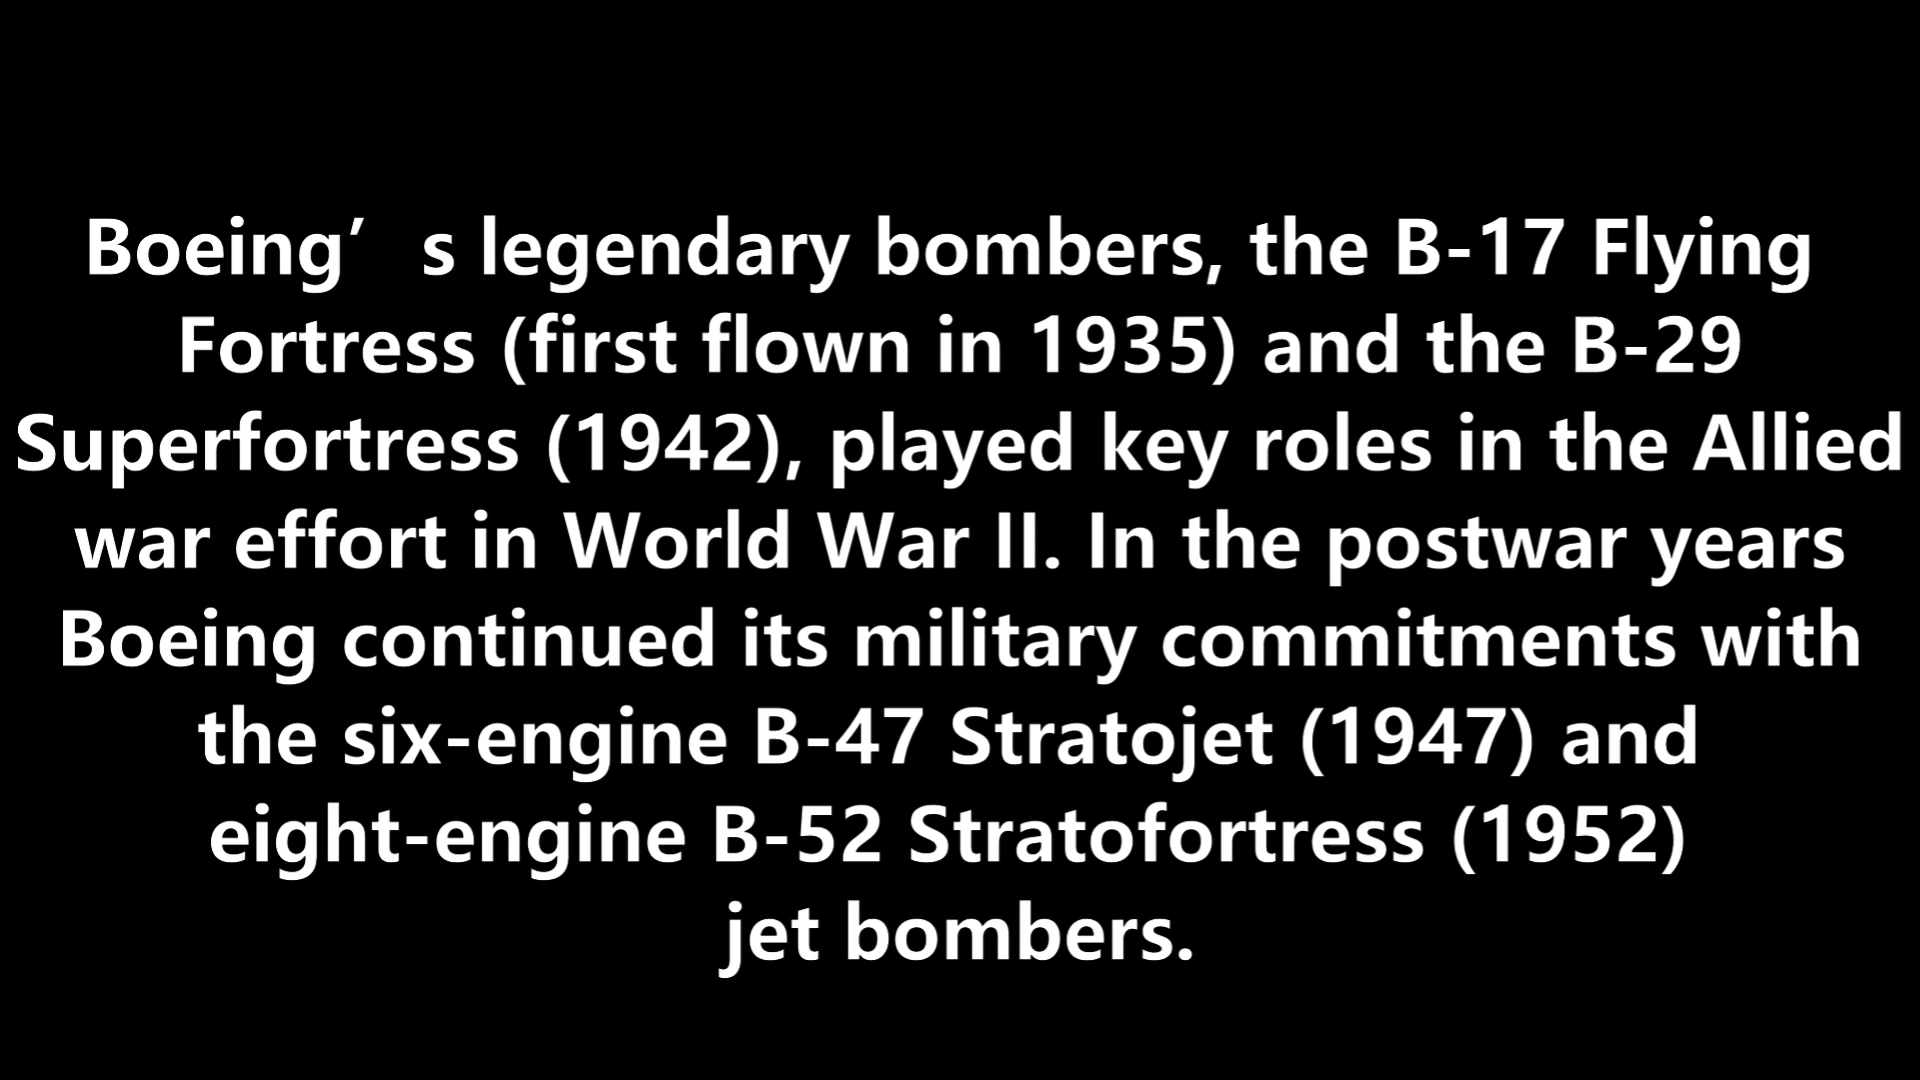 Boeing’s legendary bombers, the B-17 Flying
Fortress (first flown in 1935) and the B-29
Superfortress (1942), played key roles in the Allied
war effort in World War II. In the postwar years
Boeing continued its military commitments with
the six-engine B-47 Stratojet (1947) and
eight-engine B-52 Stratofortress (1952)
jet bombers.